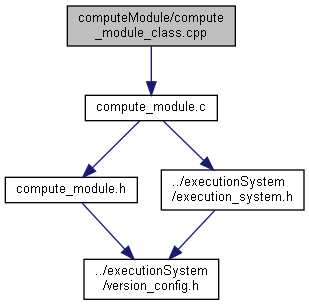 computeModule/compute
_module_class.cpp
compute_module.c
compute_module.h
../executionSystem
/execution_system.h
../executionSystem
/version_config.h